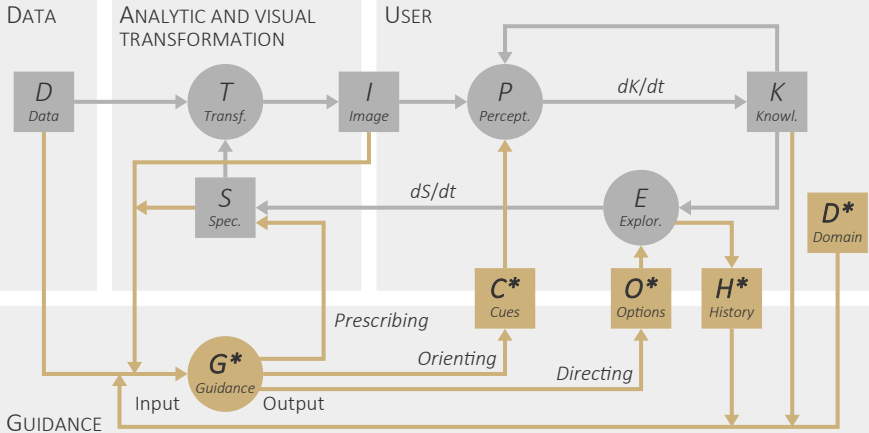 DATA
ANALYTIC AND VISUAL
TRANSFORMATION
USER
D
Data
T
Transf.
I
Image
P
Percept.
dK/dt
K
Knowl.
S
Spec.
dS/dt
E
Explor.
D*
Domain
C*
Cues
O*
Options
H*
History
Prescribing
Orienting
Directing
G*
Guidance
Input
Output
GUIDANCE